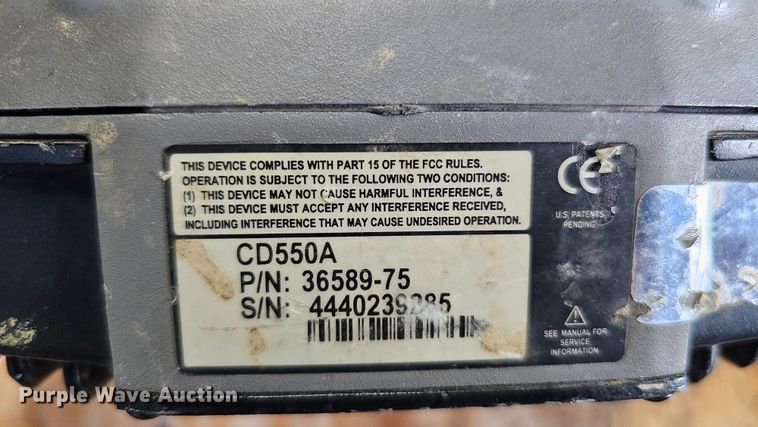 THIS DEVICE COMPLIES WITH PART 15 OF THE FCC RULES.
OPERATION IS SUBJECT TO THE FOLLOWING TWO CONDITIONS:
(1) THIS DEVICE MAY NOT CAUSE HARMFUL INTERFERENCE, &
(2) THIS DEVICE MUST ACCEPT ANY INTERFERENCE RECEIVED,
INCLUDING INTERFERENCE THAT MAY CAUSE UNDESIRED OPERATION.
CE
U.S. PATENTS
PENDING
CD550A
P/N: 36589-75
S/N: 4440239285
SEE MANUAL FOR
SERVICE
INFORMATION
Purple Wave Auction